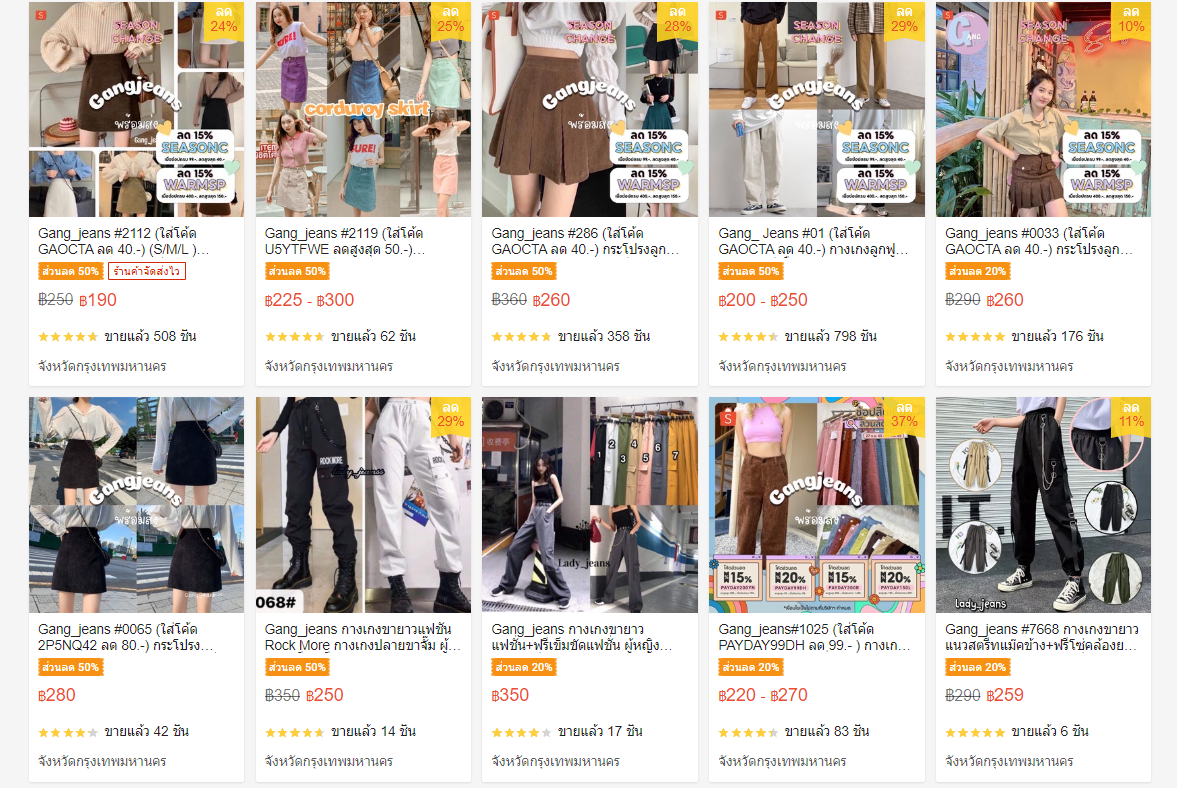 ลด
24%
SEASON
CHANGE
Gangjeans
พร้อมส่ง
ลด 15%
SEASONC
ลด 15%
WARMSP
Gang_jeans #2112 (ใส่โค้ด
GAOCTA ลด 40.-) (S/M/L )…
ส่วนลด 50%
ร้านค้าจัดส่งไว
฿250 ฿190
ขายแล้ว 508 ชิ้น
จังหวัดกรุงเทพมหานคร
ลด
25%
corduroy skirt
Gang_jeans #2119 (ใส่โค้ด
U5YTFWE ลดสูงสุด 50.-)…
ส่วนลด 50%
฿225 - ฿300
ขายแล้ว 62 ชิ้น
จังหวัดกรุงเทพมหานคร
ลด
28%
SEASON
CHANGE
Gangjeans
พร้อมส่ง
ลด 15%
SEASONC
ลด 15%
WARMSP
Gang_jeans #286 (ใส่โค้ด
GAOCTA ลด 40.-) กระโปรงลูก…
ส่วนลด 50%
฿360 ฿260
ขายแล้ว 358 ชิ้น
จังหวัดกรุงเทพมหานคร
ลด
29%
SEASON
CHANGE
Gangjeans
พร้อมส่ง
ลด 15%
SEASONC
ลด 15%
WARMSP
Gang_ Jeans #01 (ใส่โค้ด
GAOCTA ลด 40.-) กางเกงลูกฟู…
ส่วนลด 50%
฿200 - ฿250
ขายแล้ว 798 ชิ้น
จังหวัดกรุงเทพมหานคร
ลด
10%
SEASON
CHANGE
ลด 15%
SEASONC
ลด 15%
WARMSP
Gang_jeans #0033 (ใส่โค้ด
GAOCTA ลด 40.-) กระโปรงลูก…
ส่วนลด 20%
฿290 ฿260
ขายแล้ว 176 ชิ้น
จังหวัดกรุงเทพมหานคร
Gangjeans
พร้อมส่ง
Gang_jeans #0065 (ใส่โค้ด
2P5NQ42 ลด 80.-) กระโปรง…
ส่วนลด 50%
฿280
ขายแล้ว 42 ชิ้น
จังหวัดกรุงเทพมหานคร
ลด
29%
ROCK MORE
Lady_jeans
068#
Gang_jeans กางเกงขายาวแฟชั่น
Rock More กางเกงปลายขาจั๊ม ผู้…
ส่วนลด 50%
฿350 ฿250
ขายแล้ว 14 ชิ้น
จังหวัดกรุงเทพมหานคร
1 2 3 4 5 6 7
Lady_jeans
Gang_jeans กางเกงขายาว
แฟชั่น+ฟรีเข็มขัดแฟชั่น ผู้หญิง…
ส่วนลด 20%
฿350
ขายแล้ว 17 ชิ้น
จังหวัดกรุงเทพมหานคร
ลด
37%
Gangjeans
พร้อมส่ง
15%
20%
15%
20%
Gang_jeans#1025 (ใส่โค้ด
PAYDAY99DH ลด 99.- ) กางเก…
ส่วนลด 20%
฿220 - ฿270
ขายแล้ว 83 ชิ้น
จังหวัดกรุงเทพมหานคร
ลด
11%
lady_jeans
Gang_jeans #7668 กางเกงขายาว
แนวสตรีทแม๊คข้าง+ฟรีโซ่คล้องย…
ส่วนลด 20%
฿290 ฿259
ขายแล้ว 6 ชิ้น
จังหวัดกรุงเทพมหานคร